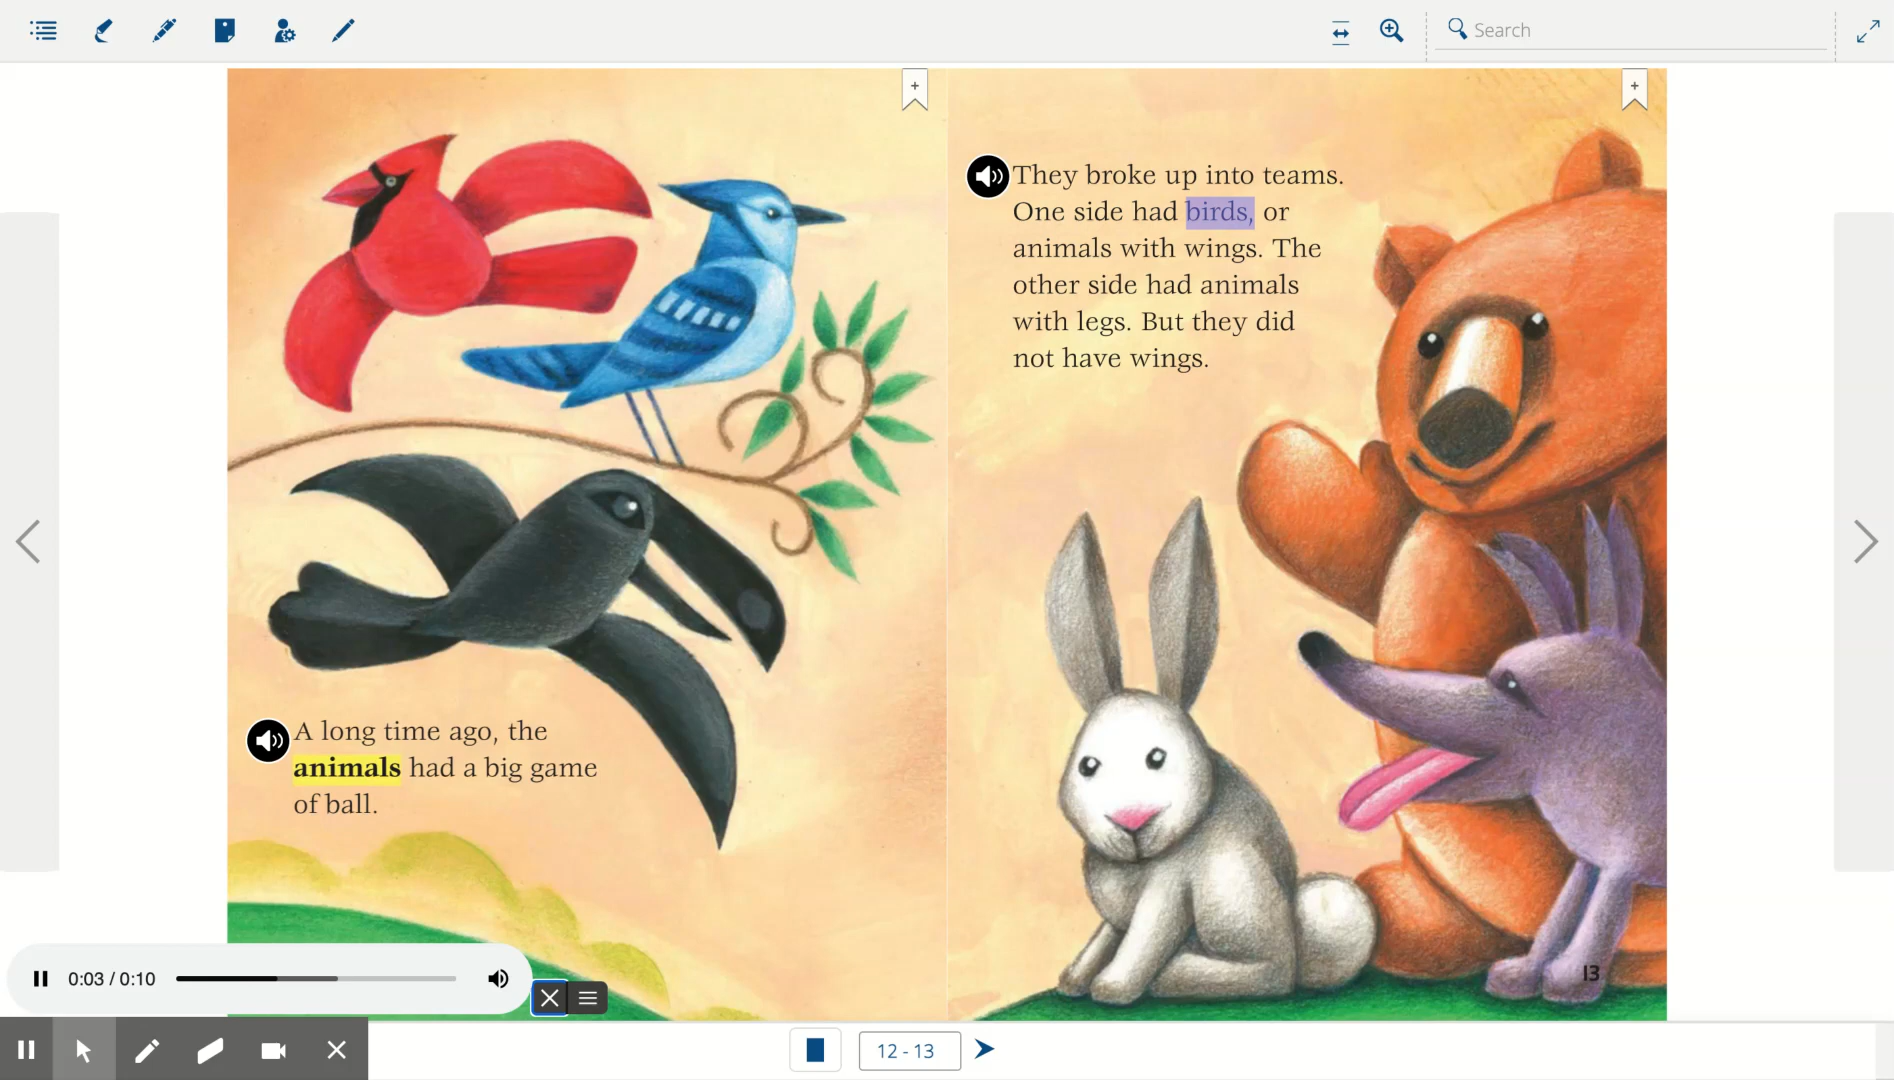 Search
A long time ago, the
animals had a big game
of ball.
They broke up into teams.
One side had birds, or
animals with wings. The
other side had animals
with legs. But they did
not have wings.
13
0:03 / 0:10
12 - 13